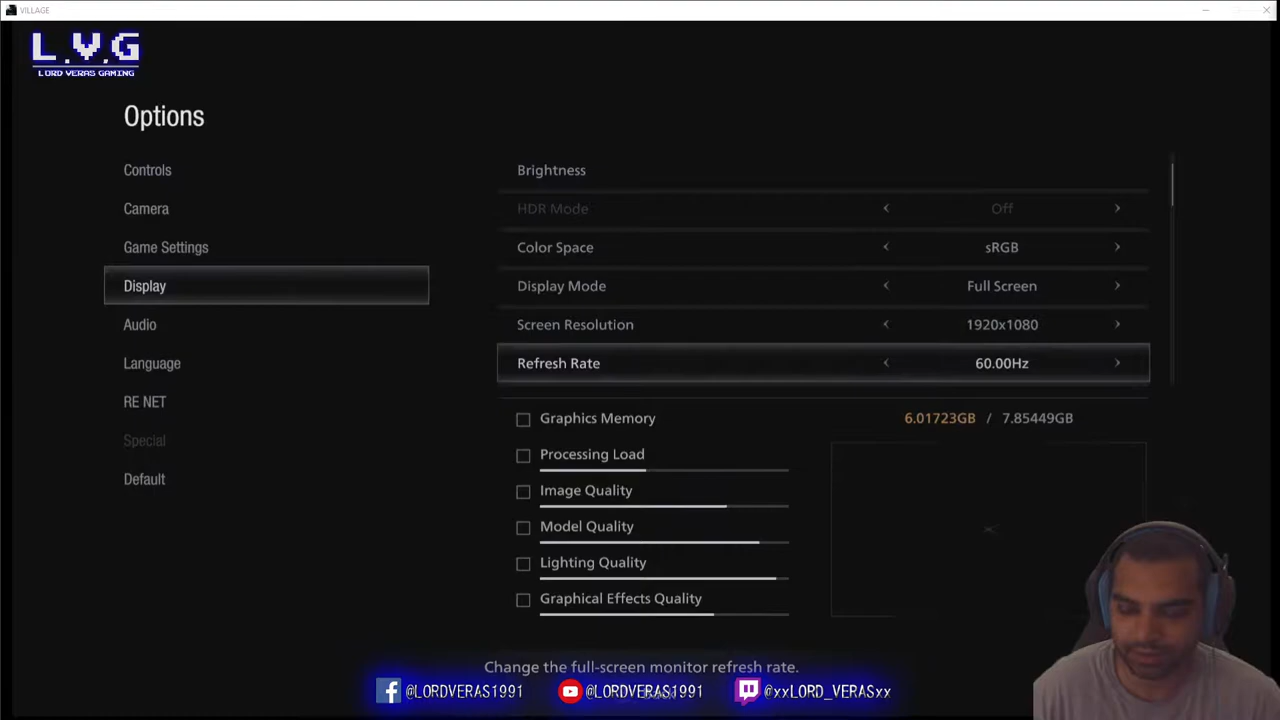 VILLAGE
L.V.G
LORD VERAS GAMING
Options
Controls
Camera
Game Settings
Display
Audio
Language
RE NET
Special
Default
Brightness
HDR Mode < Off >
Color Space < sRGB >
Display Mode < Full Screen >
Screen Resolution < 1920x1080 >
Refresh Rate < 60.00Hz >
Graphics Memory 6.01723GB / 7.85449GB
Processing Load
Image Quality
Model Quality
Lighting Quality
Graphical Effects Quality
Change the full-screen monitor refresh rate.
@LORDVERAS1991 @LORDVERAS1991 @xxLORD_VERASxx